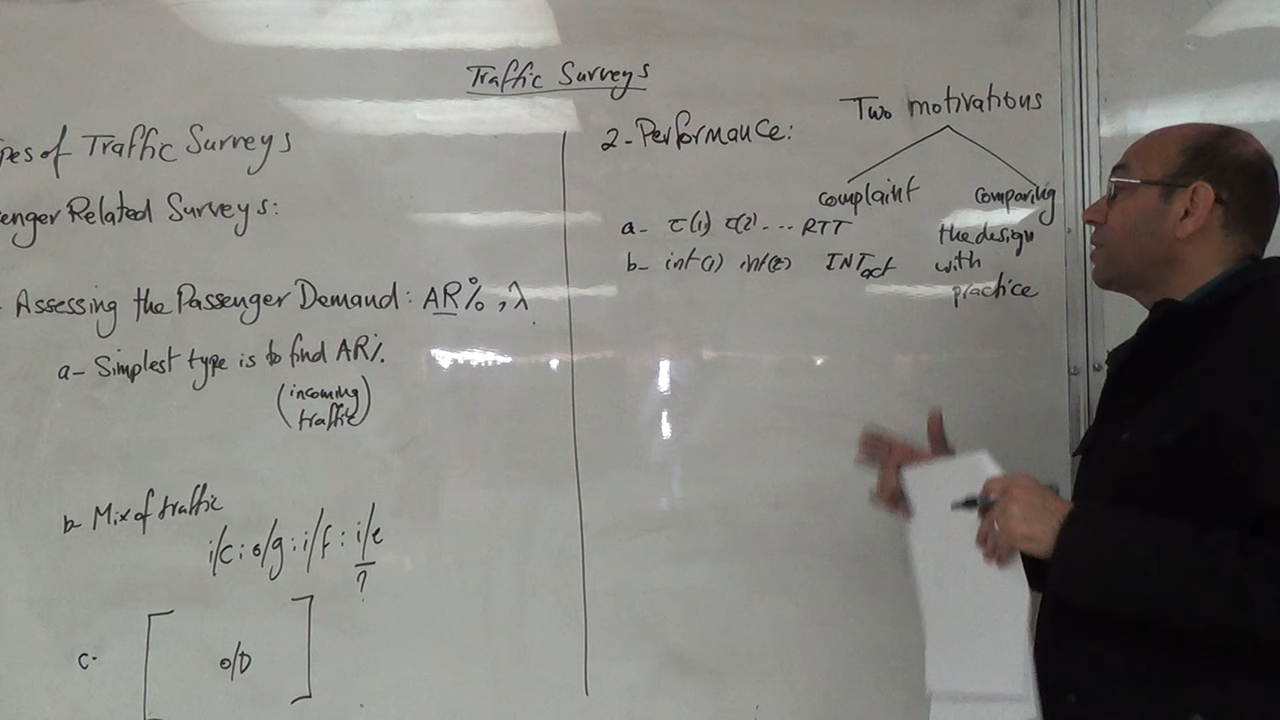 Traffic Surveys
pes of Traffic Surveys
enger Related Surveys:
- Assessing the Passenger Demand: AR%, λ
a- Simplest type is to find AR%.
(incoming
traffic)
b- Mix of traffic
i/c : o/g : i/f : i/e
?
c- [ O/D ]
2- Performance:
Two motivations
complaint
comparing
the design
with
practice
a- τ(1) τ(2) ... RTT
b- int(1) int(2) INTact